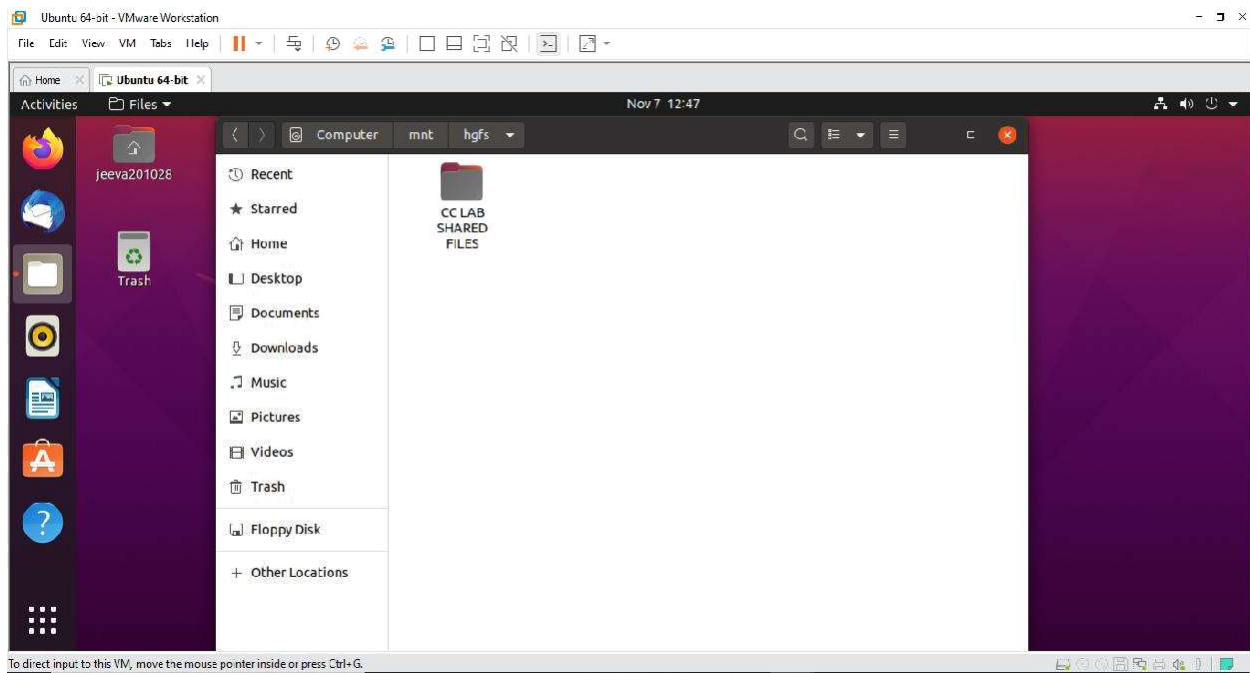 Ubuntu 64-bit - VMware Workstation
File Edit View VM Tabs Help
Home
Ubuntu 64-bit
Activities
Files
Nov 7 12:47
Computer mnt hgfs
jeeva201028
Trash
Recent
Starred
Home
Desktop
Documents
Downloads
Music
Pictures
Videos
Trash
Floppy Disk
+ Other Locations
CC LAB
SHARED
FILES
To direct input to this VM, move the mouse pointer inside or press Ctrl+G.